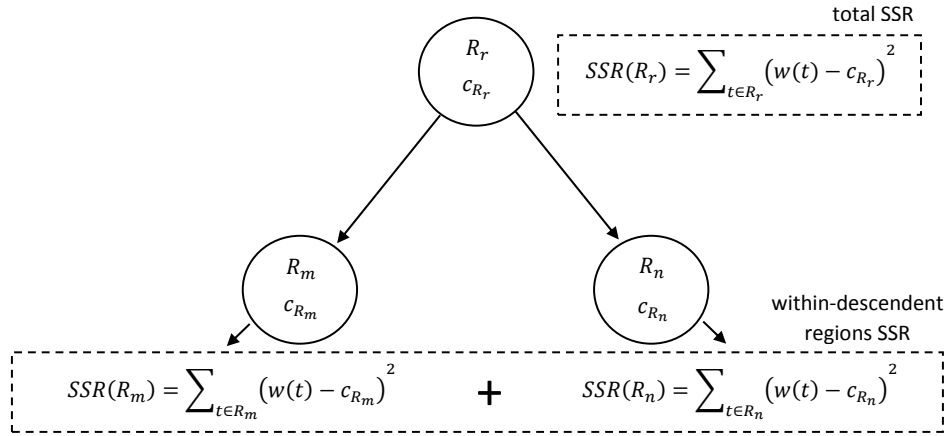 total SSR
R_r
c_{R_r}
SSR(R_r) = ∑_{t∈R_r} (w(t) − c_{R_r})^2
R_m
c_{R_m}
R_n
c_{R_n}
within-descendent
regions SSR
SSR(R_m) = ∑_{t∈R_m} (w(t) − c_{R_m})^2 + SSR(R_n) = ∑_{t∈R_n} (w(t) − c_{R_n})^2